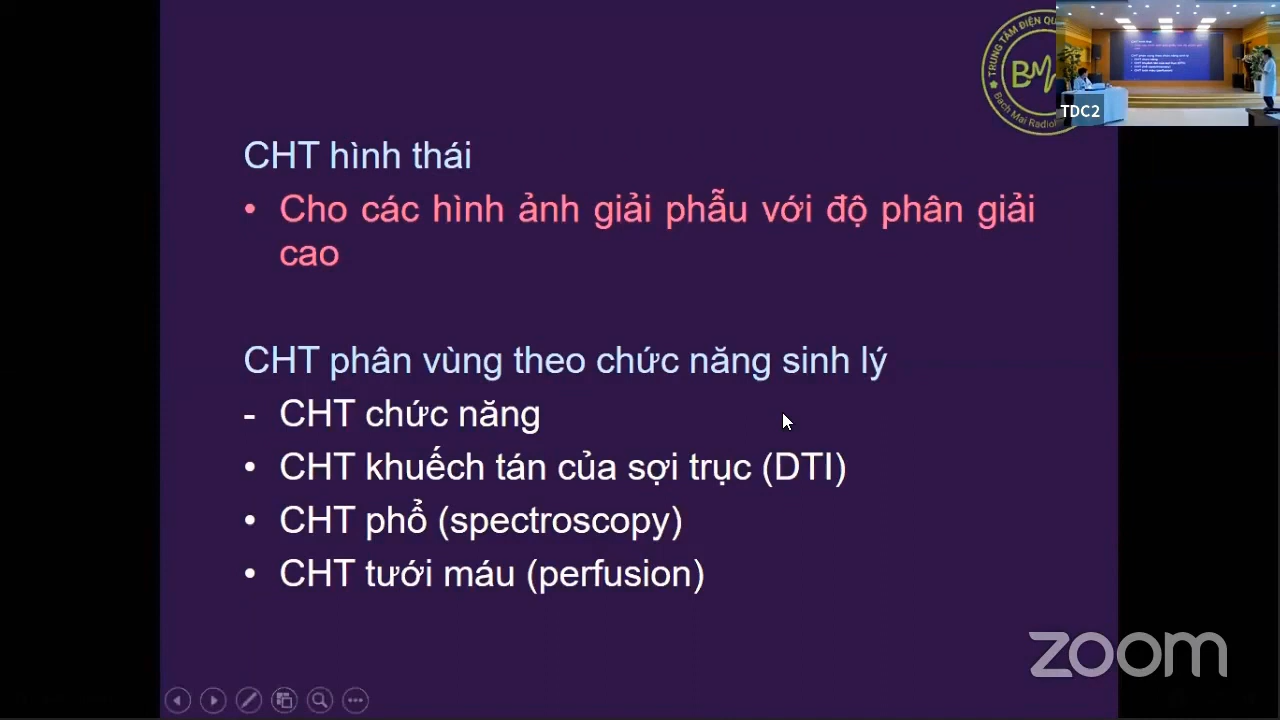 TRUNG TÂM ĐIỆN QU
BM
Bach Mai Radiol
TDC2
CHT hình thái
• Cho các hình ảnh giải phẫu với độ phân giải
cao
CHT phân vùng theo chức năng sinh lý
- CHT chức năng
• CHT khuếch tán của sợi trục (DTI)
• CHT phổ (spectroscopy)
• CHT tưới máu (perfusion)
zoom